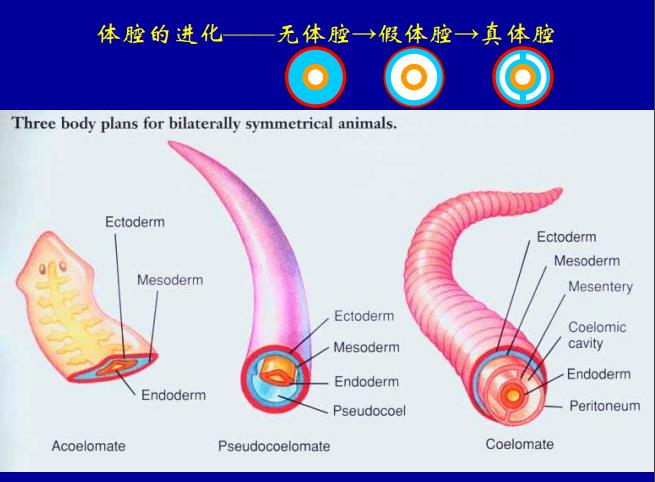 体腔的进化——无体腔→假体腔→真体腔
Three body plans for bilaterally symmetrical animals.
Ectoderm
Mesoderm
Endoderm
Acoelomate
Ectoderm
Mesoderm
Endoderm
Pseudocoel
Pseudocoelomate
Ectoderm
Mesoderm
Mesentery
Coelomic
cavity
Endoderm
Peritoneum
Coelomate